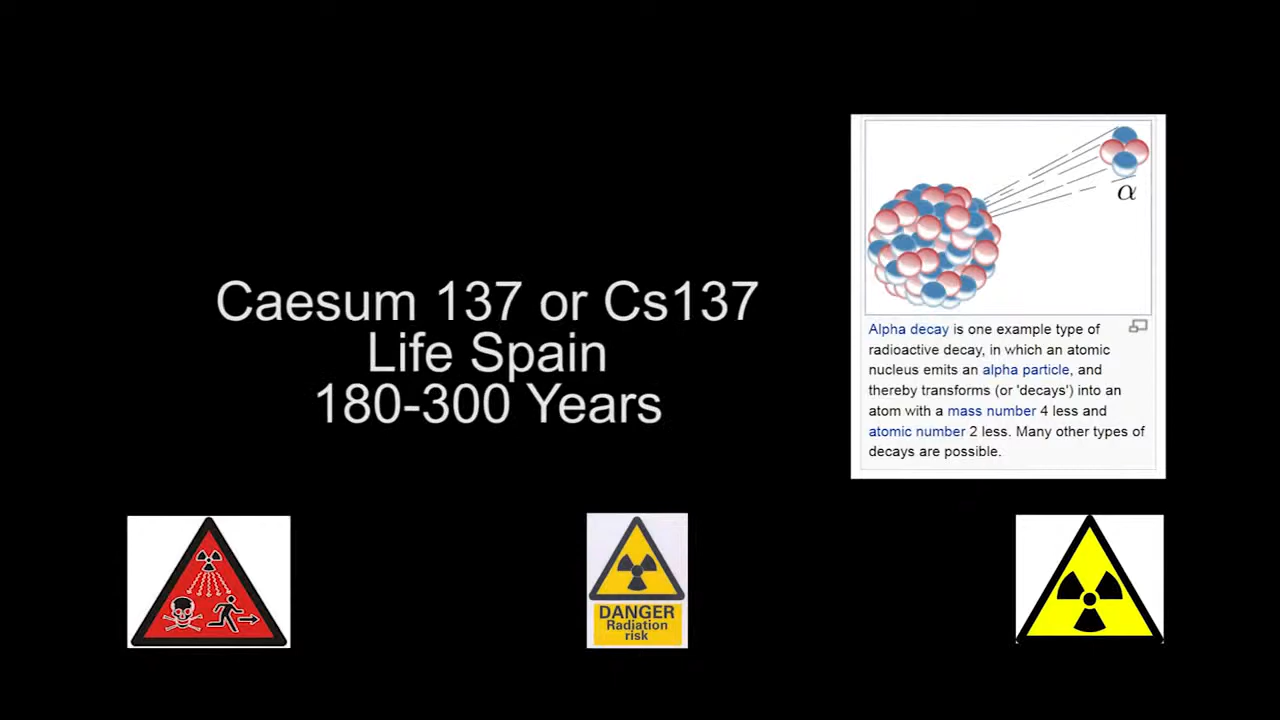 Caesum 137 or Cs137
Life Spain
180-300 Years
α
Alpha decay is one example type of
radioactive decay, in which an atomic
nucleus emits an alpha particle, and
thereby transforms (or 'decays') into an
atom with a mass number 4 less and
atomic number 2 less. Many other types of
decays are possible.
DANGER
Radiation
risk